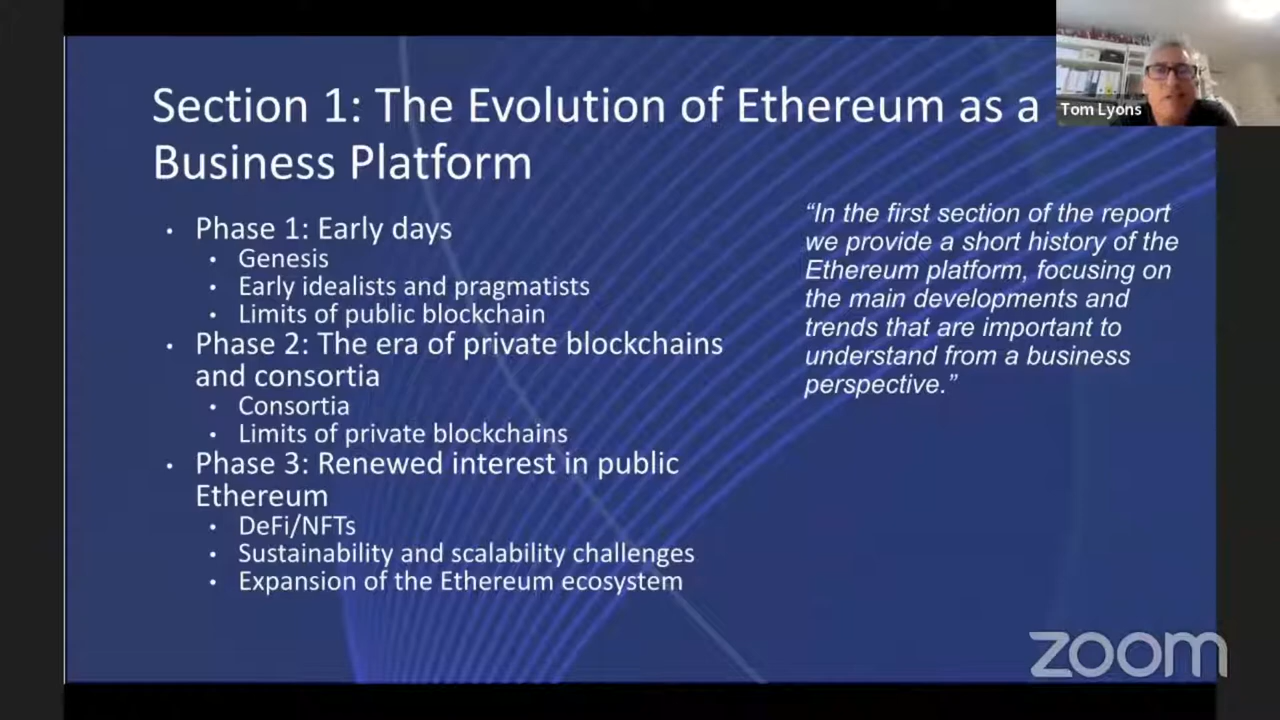 Section 1: The Evolution of Ethereum as a
Business Platform
Tom Lyons
• Phase 1: Early days
• Genesis
• Early idealists and pragmatists
• Limits of public blockchain
• Phase 2: The era of private blockchains
and consortia
• Consortia
• Limits of private blockchains
• Phase 3: Renewed interest in public
Ethereum
• DeFi/NFTs
• Sustainability and scalability challenges
• Expansion of the Ethereum ecosystem
“In the first section of the report
we provide a short history of the
Ethereum platform, focusing on
the main developments and
trends that are important to
understand from a business
perspective.”
zoom